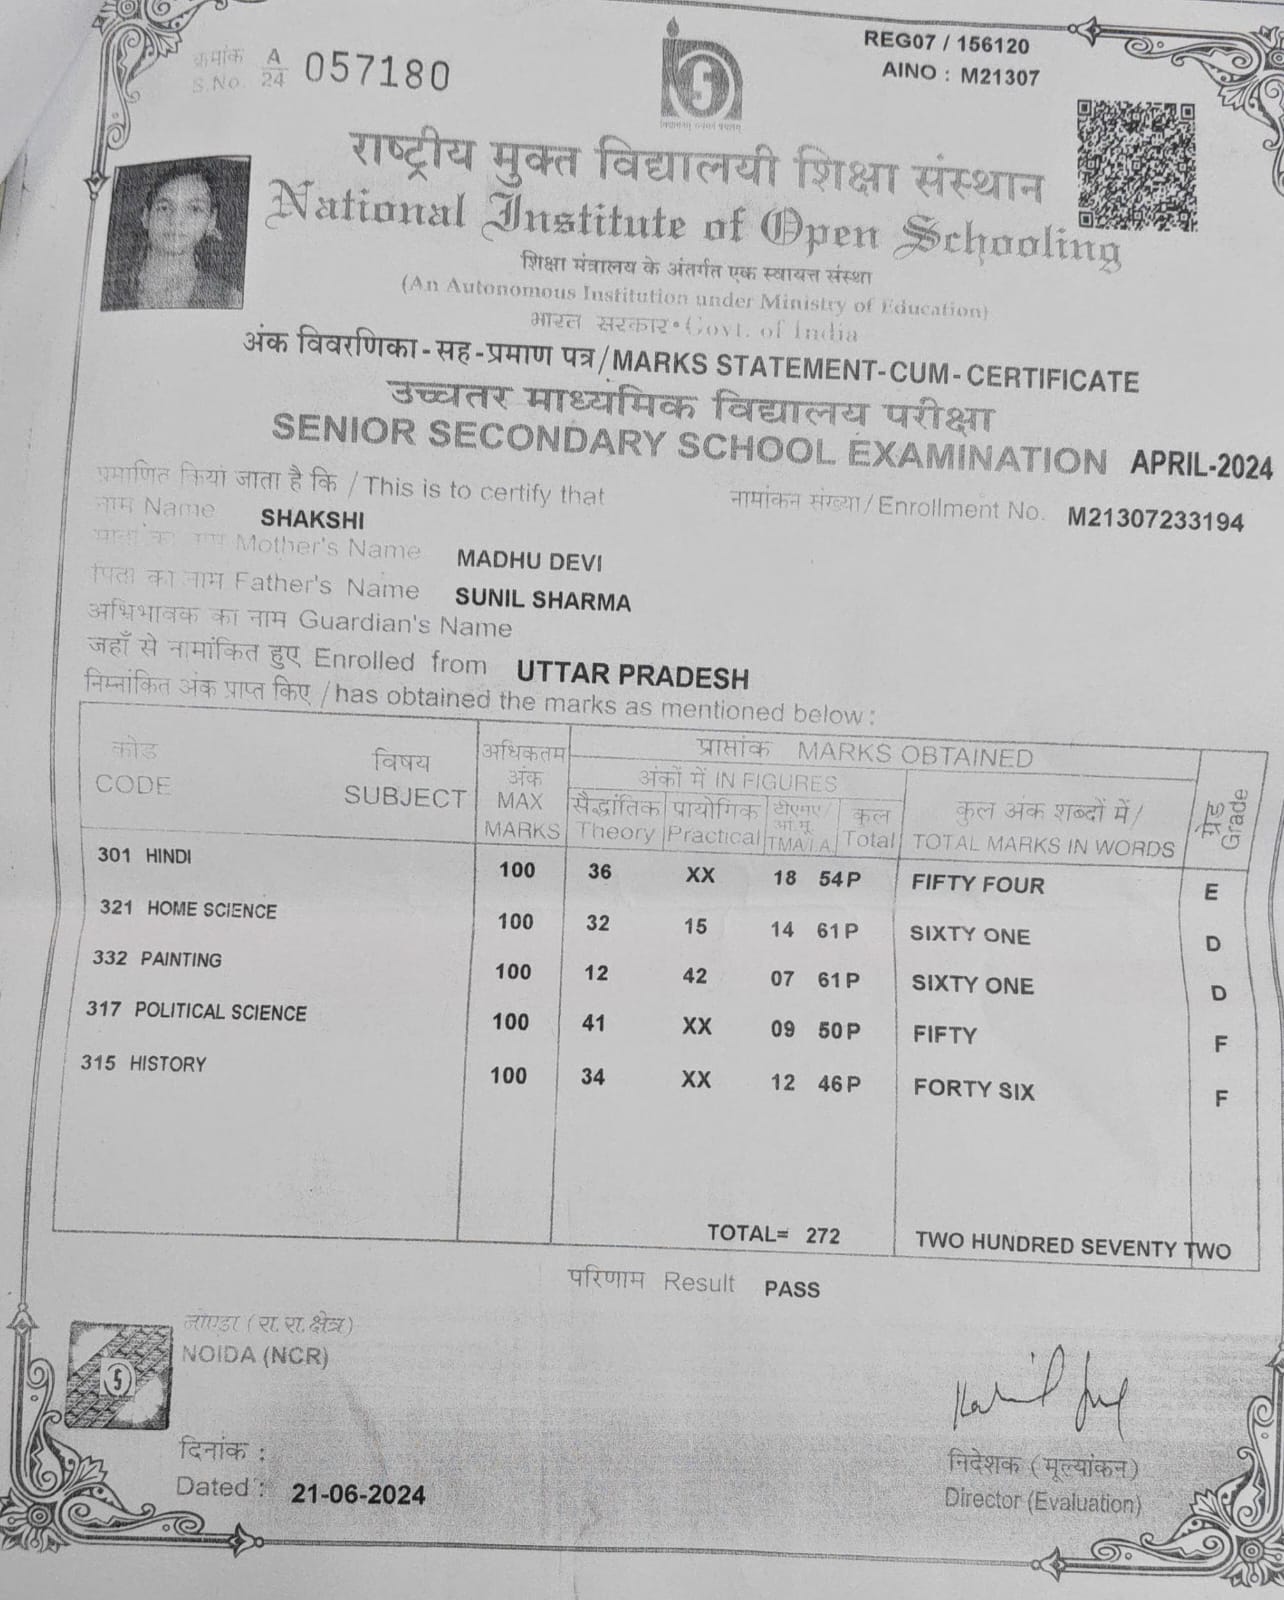 क्रमांक A
S.No. 24 057180
REG07 / 156120
AINO : M21307
राष्ट्रीय मुक्त विद्यालयी शिक्षा संस्थान
National Institute of Open Schooling
शिक्षा मंत्रालय के अंतर्गत एक स्वायत्त संस्था
(An Autonomous Institution under Ministry of Education)
भारत सरकार • Govt. of India
अंक विवरणिका - सह - प्रमाण पत्र / MARKS STATEMENT-CUM-CERTIFICATE
उच्चतर माध्यमिक विद्यालय परीक्षा
SENIOR SECONDARY SCHOOL EXAMINATION APRIL-2024
प्रमाणित किया जाता है कि / This is to certify that नामांकन संख्या / Enrollment No. M21307233194
नाम Name SHAKSHI
माता का नाम Mother's Name MADHU DEVI
पिता का नाम Father's Name SUNIL SHARMA
अभिभावक का नाम Guardian's Name
जहाँ से नामांकित हुए Enrolled from UTTAR PRADESH
निम्नांकित अंक प्राप्त किए / has obtained the marks as mentioned below :
कोड CODE विषय SUBJECT अधिकतम अंक MAX MARKS प्राप्तांक MARKS OBTAINED ग्रेड Grade
अंकों में IN FIGURES कुल अंक शब्दों में / TOTAL MARKS IN WORDS
सैद्धांतिक Theory प्रायोगिक Practical टीएमए/ आं.मू. TMA/I.A. कुल Total
301 HINDI 100 36 XX 18 54P FIFTY FOUR E
321 HOME SCIENCE 100 32 15 14 61P SIXTY ONE D
332 PAINTING 100 12 42 07 61P SIXTY ONE D
317 POLITICAL SCIENCE 100 41 XX 09 50P FIFTY F
315 HISTORY 100 34 XX 12 46P FORTY SIX F
TOTAL= 272 TWO HUNDRED SEVENTY TWO
परिणाम Result PASS
नोएडा (रा.रा.क्षेत्र)
NOIDA (NCR)
दिनांक :
Dated : 21-06-2024
निदेशक (मूल्यांकन)
Director (Evaluation)